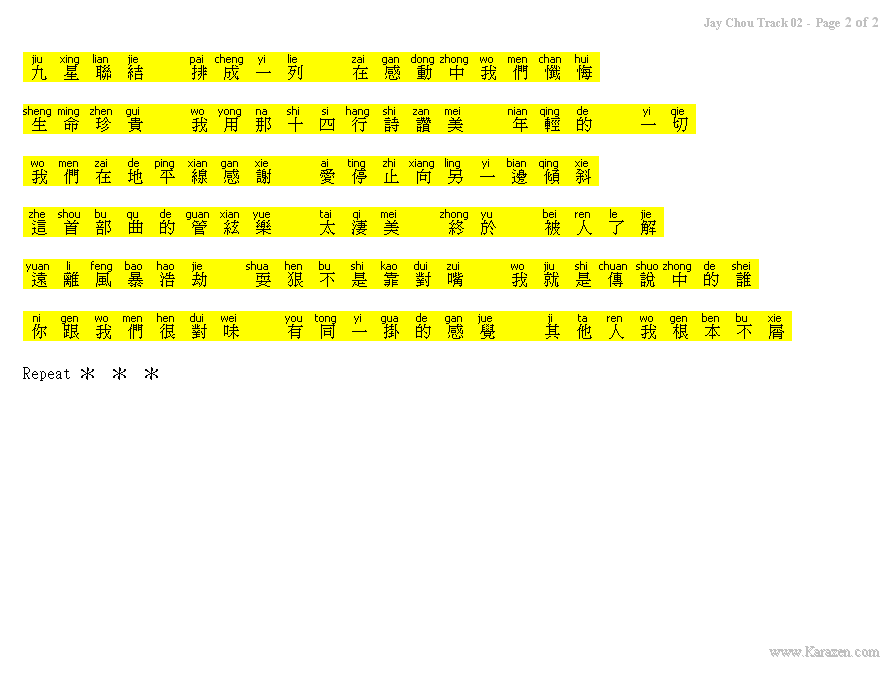 Jay Chou Track 02 - Page 2 of 2
jiu xing lian jie pai cheng yi lie zai gan dong zhong wo men chan hui
九星聯結 排成一列 在感動中我們懺悔
sheng ming zhen gui wo yong na shi si hang shi zan mei nian qing de yi qie
生命珍貴 我用那十四行詩讚美 年輕的 一切
wo men zai de ping xian gan xie ai ting zhi xiang ling yi bian qing xie
我們在地平線感謝 愛停止向另一邊傾斜
zhe shou bu qu de guan xian yue tai qi mei zhong yu bei ren le jie
這首部曲的管絃樂 太淒美 終於 被人了解
yuan li feng bao hao jie shua hen bu shi kao dui zui wo jiu shi chuan shuo zhong de shei
遠離風暴浩劫 耍狠不是靠對嘴 我就是傳說中的誰
ni gen wo men hen dui wei you tong yi gua de gan jue ji ta ren wo gen ben bu xie
你跟我們很對味 有同一掛的感覺 其他人我根本不屑
Repeat ＊ ＊ ＊
www.Karazen.com